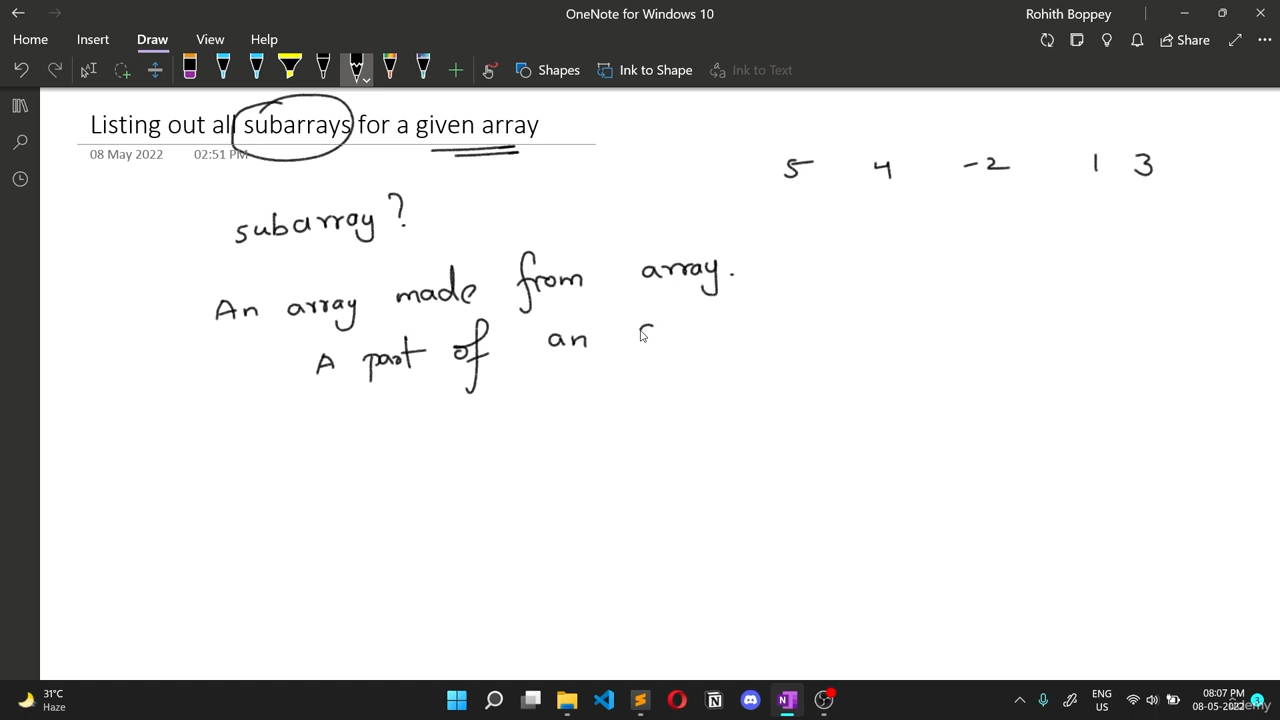 OneNote for Windows 10
Rohith Boppey
Home Insert Draw View Help
Share
Shapes Ink to Shape Ink to Text
Listing out all subarrays for a given array
08 May 2022 02:51 PM
5 4 -2 1 3
subarray?
An array made from array.
A part of an
31°C
Haze
ENG
US
08:07 PM
08-05-2022
3
Udemy